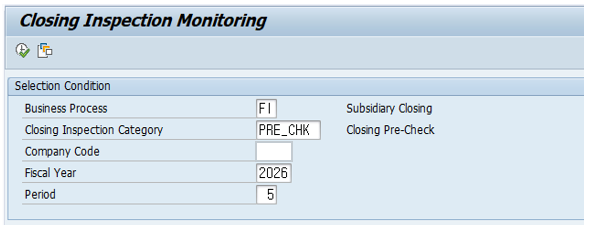 Closing Inspection Monitoring
Selection Condition
Business Process FI Subsidiary Closing
Closing Inspection Category PRE_CHK Closing Pre-Check
Company Code
Fiscal Year 2026
Period 5